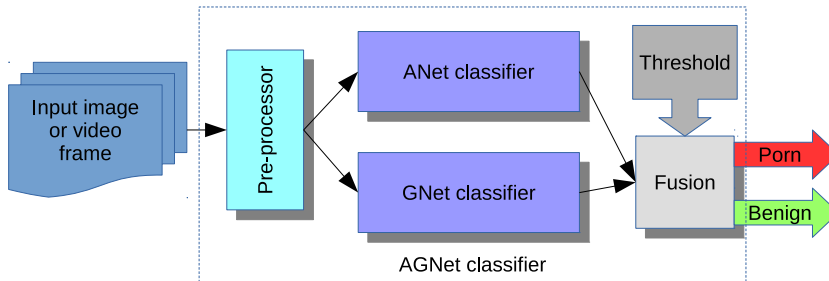 Input image
or video
frame
Pre-processor
ANet classifier
GNet classifier
Threshold
Fusion
Porn
Benign
AGNet classifier